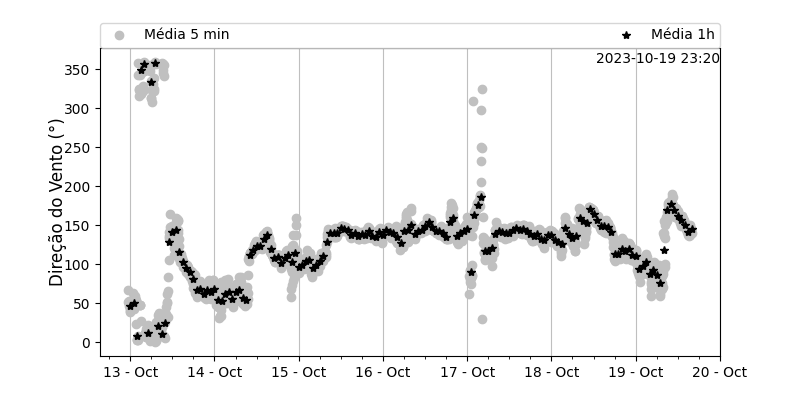 Média 5 min
Média 1h
2023-10-19 23:20
Direção do Vento (°)
350
300
250
200
150
100
50
0
13 - Oct
14 - Oct
15 - Oct
16 - Oct
17 - Oct
18 - Oct
19 - Oct
20 - Oct